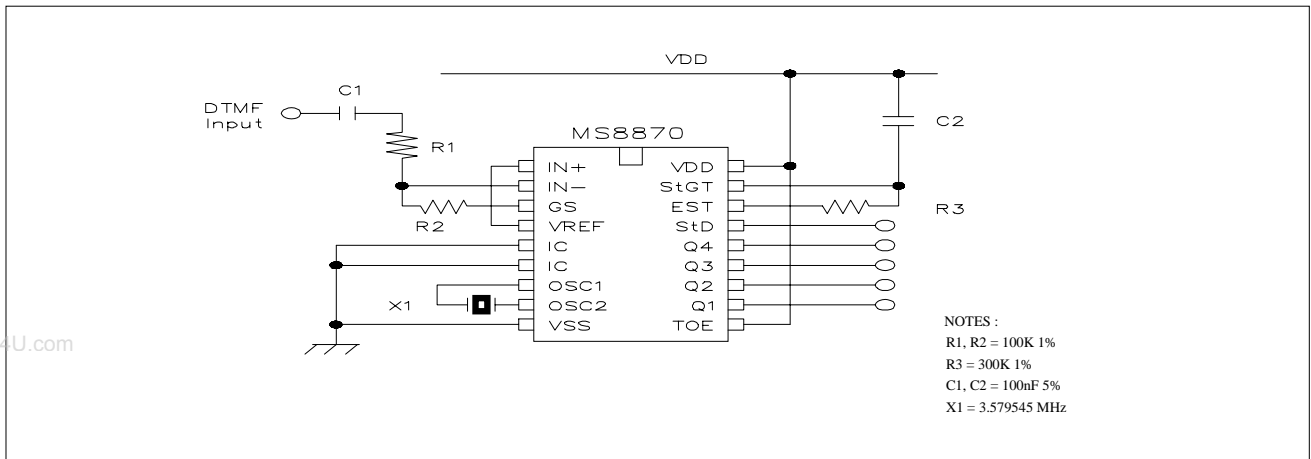 VDD
C1
DTMF
Input
C2
MS8870
R1
IN+
VDD
IN-
StGT
GS
EST
R3
R2
VREF
StD
IC
Q4
IC
Q3
OSC1
Q2
X1
OSC2
Q1
VSS
TOE
4U.com
NOTES :
R1, R2 = 100K 1%
R3 = 300K 1%
C1, C2 = 100nF 5%
X1 = 3.579545 MHz